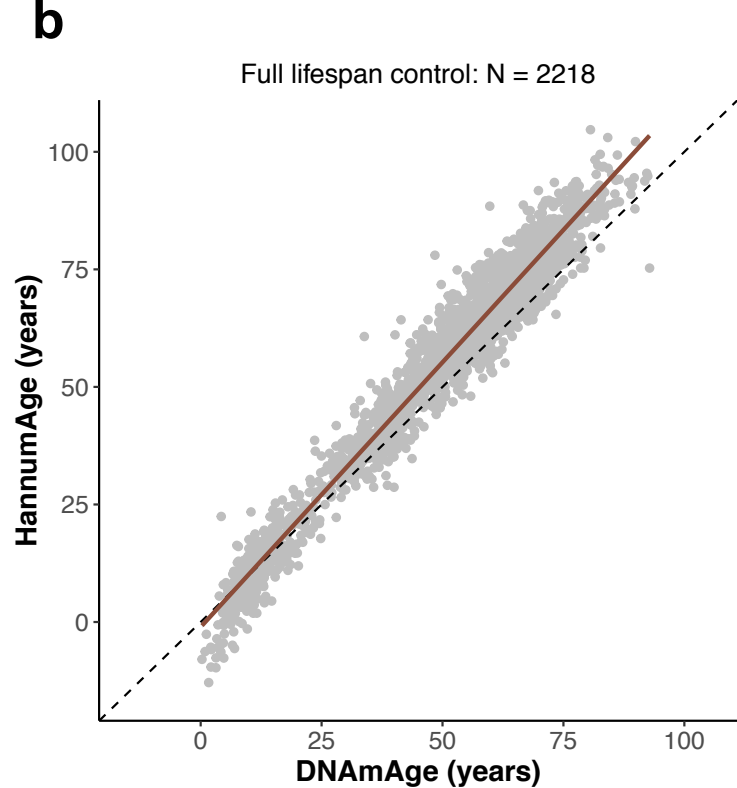 b
Full lifespan control: N = 2218
HannumAge (years)
100
75
50
25
0
0 25 50 75 100
DNAmAge (years)